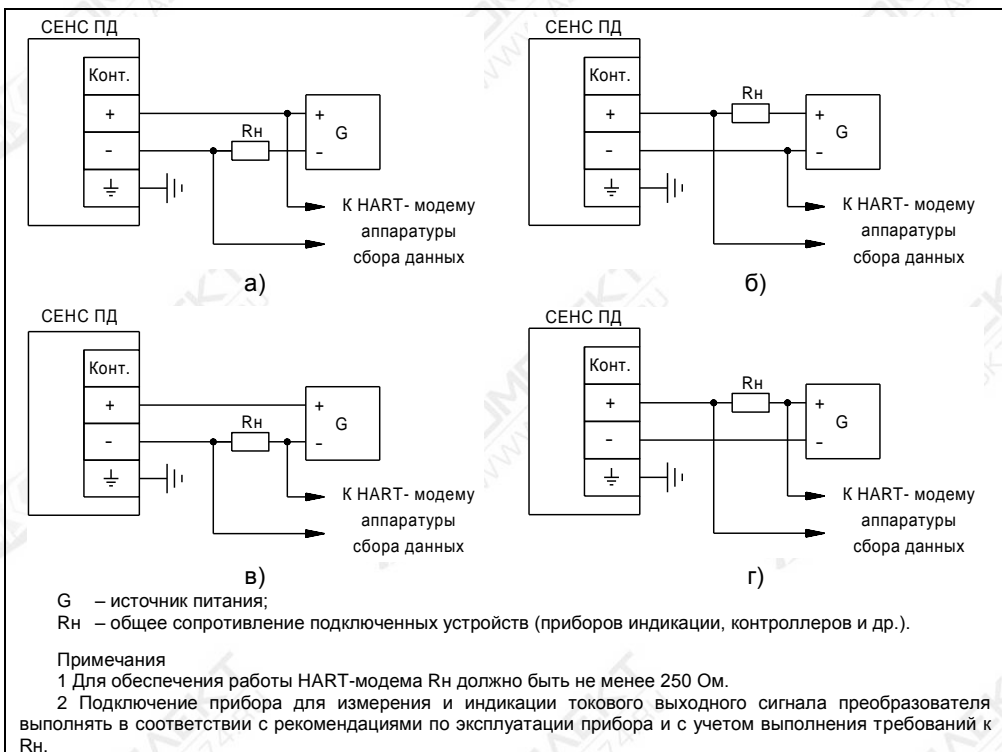 СЕНС ПД
Конт.
+
-
Rн
+
G
-
К HART- модему
аппаратуры
сбора данных
а)
СЕНС ПД
Конт.
+
-
Rн
+
G
-
К HART- модему
аппаратуры
сбора данных
б)
СЕНС ПД
Конт.
+
-
Rн
+
G
-
К HART- модему
аппаратуры
сбора данных
в)
СЕНС ПД
Конт.
+
-
Rн
+
G
-
К HART- модему
аппаратуры
сбора данных
г)
G – источник питания;
Rн – общее сопротивление подключенных устройств (приборов индикации, контроллеров и др.).
Примечания
1 Для обеспечения работы HART-модема Rн должно быть не менее 250 Ом.
2 Подключение прибора для измерения и индикации токового выходного сигнала преобразователя
выполнять в соответствии с рекомендациями по эксплуатации прибора и с учетом выполнения требований к
Rн.